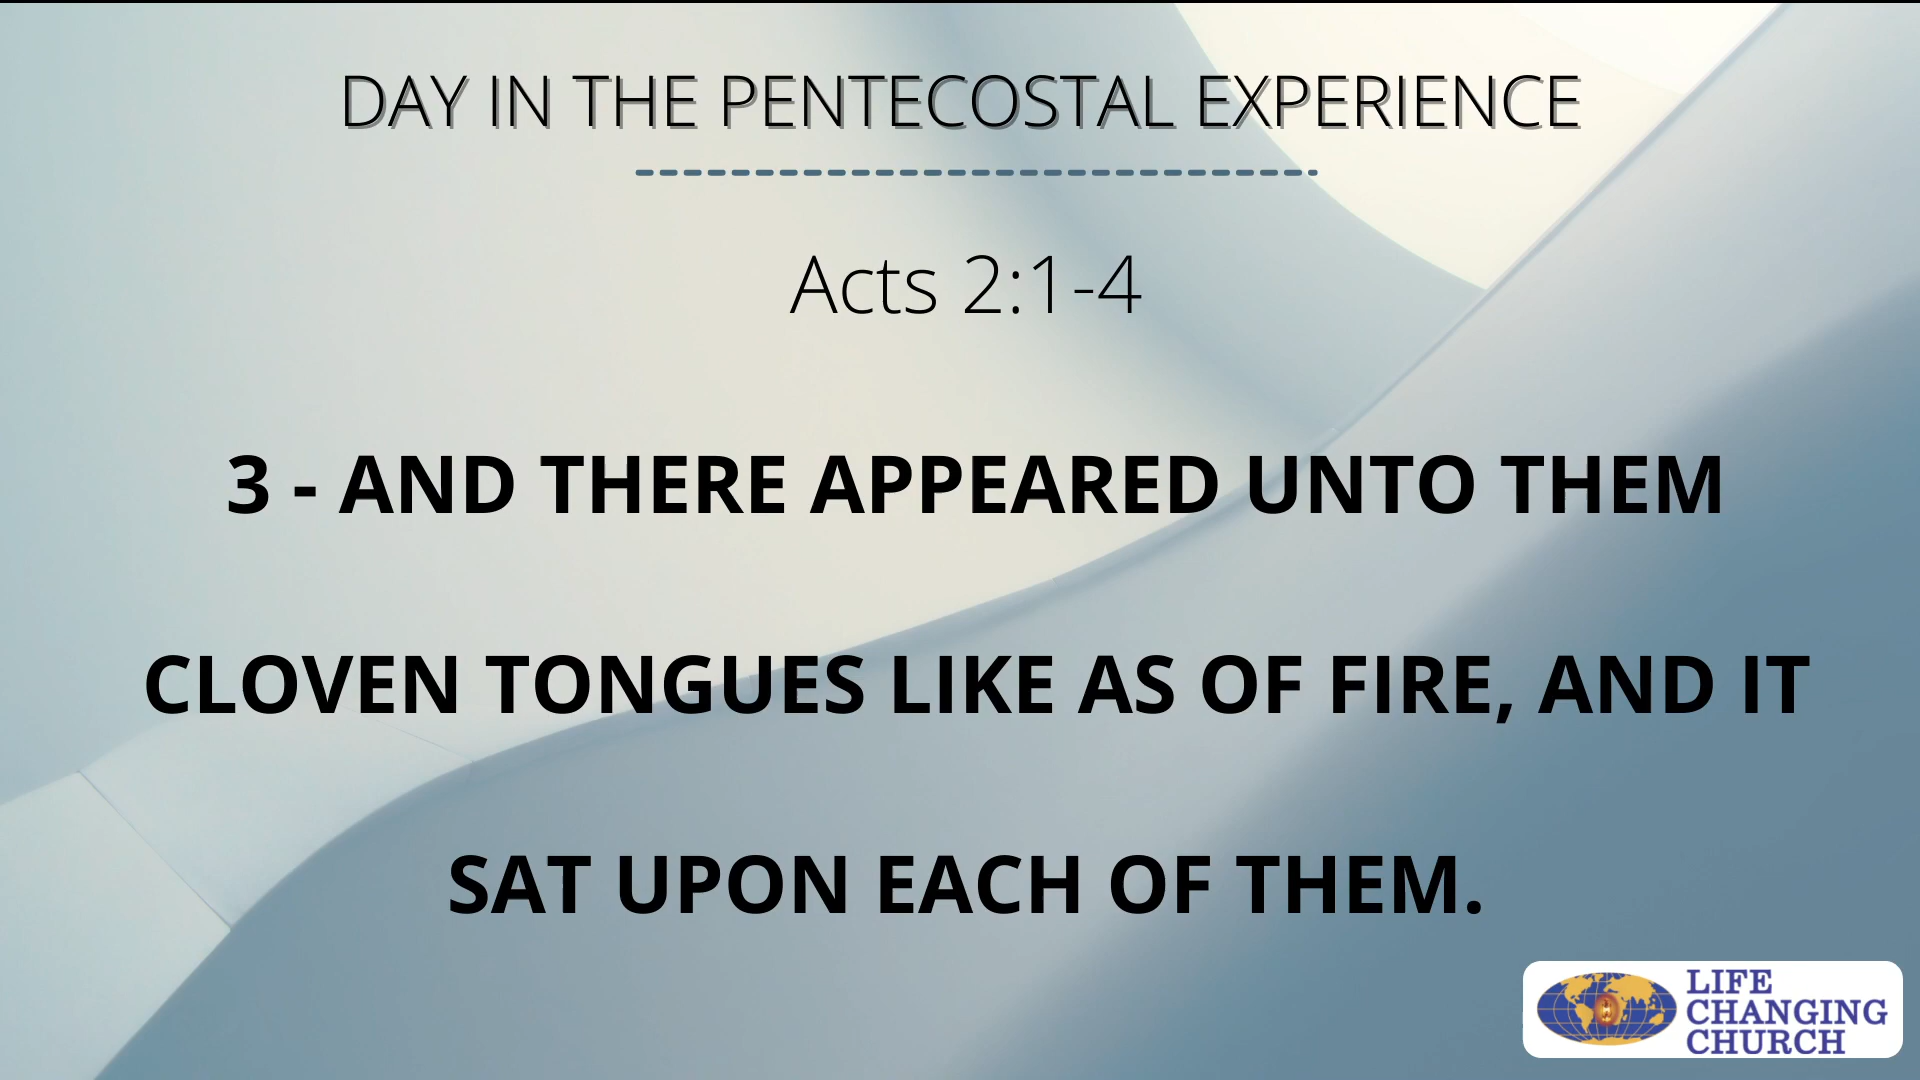 DAY IN THE PENTECOSTAL EXPERIENCE
Acts 2:1-4
3 - AND THERE APPEARED UNTO THEM
CLOVEN TONGUES LIKE AS OF FIRE, AND IT
SAT UPON EACH OF THEM.
LIFE
CHANGING
CHURCH